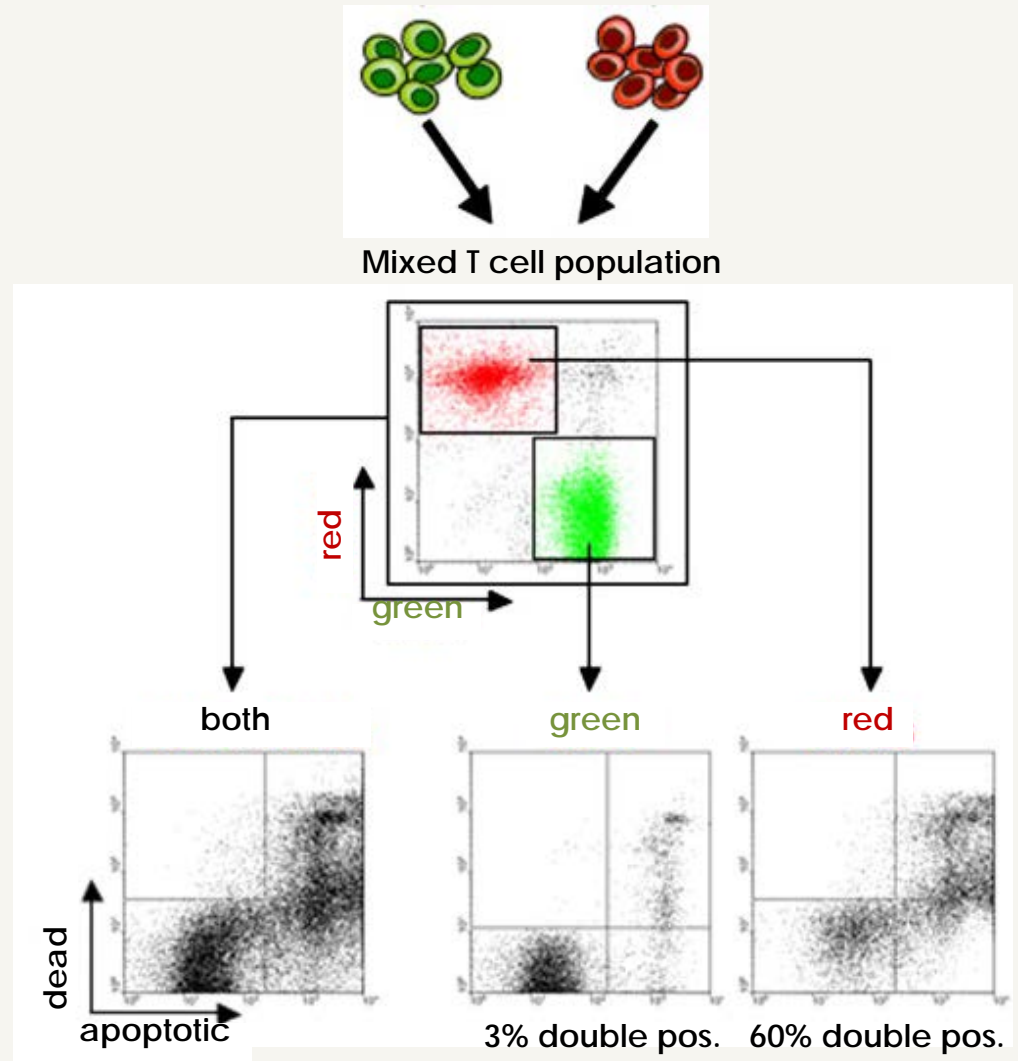 Mixed T cell population
red
green
both
green
red
dead
apoptotic
3% double pos.
60% double pos.